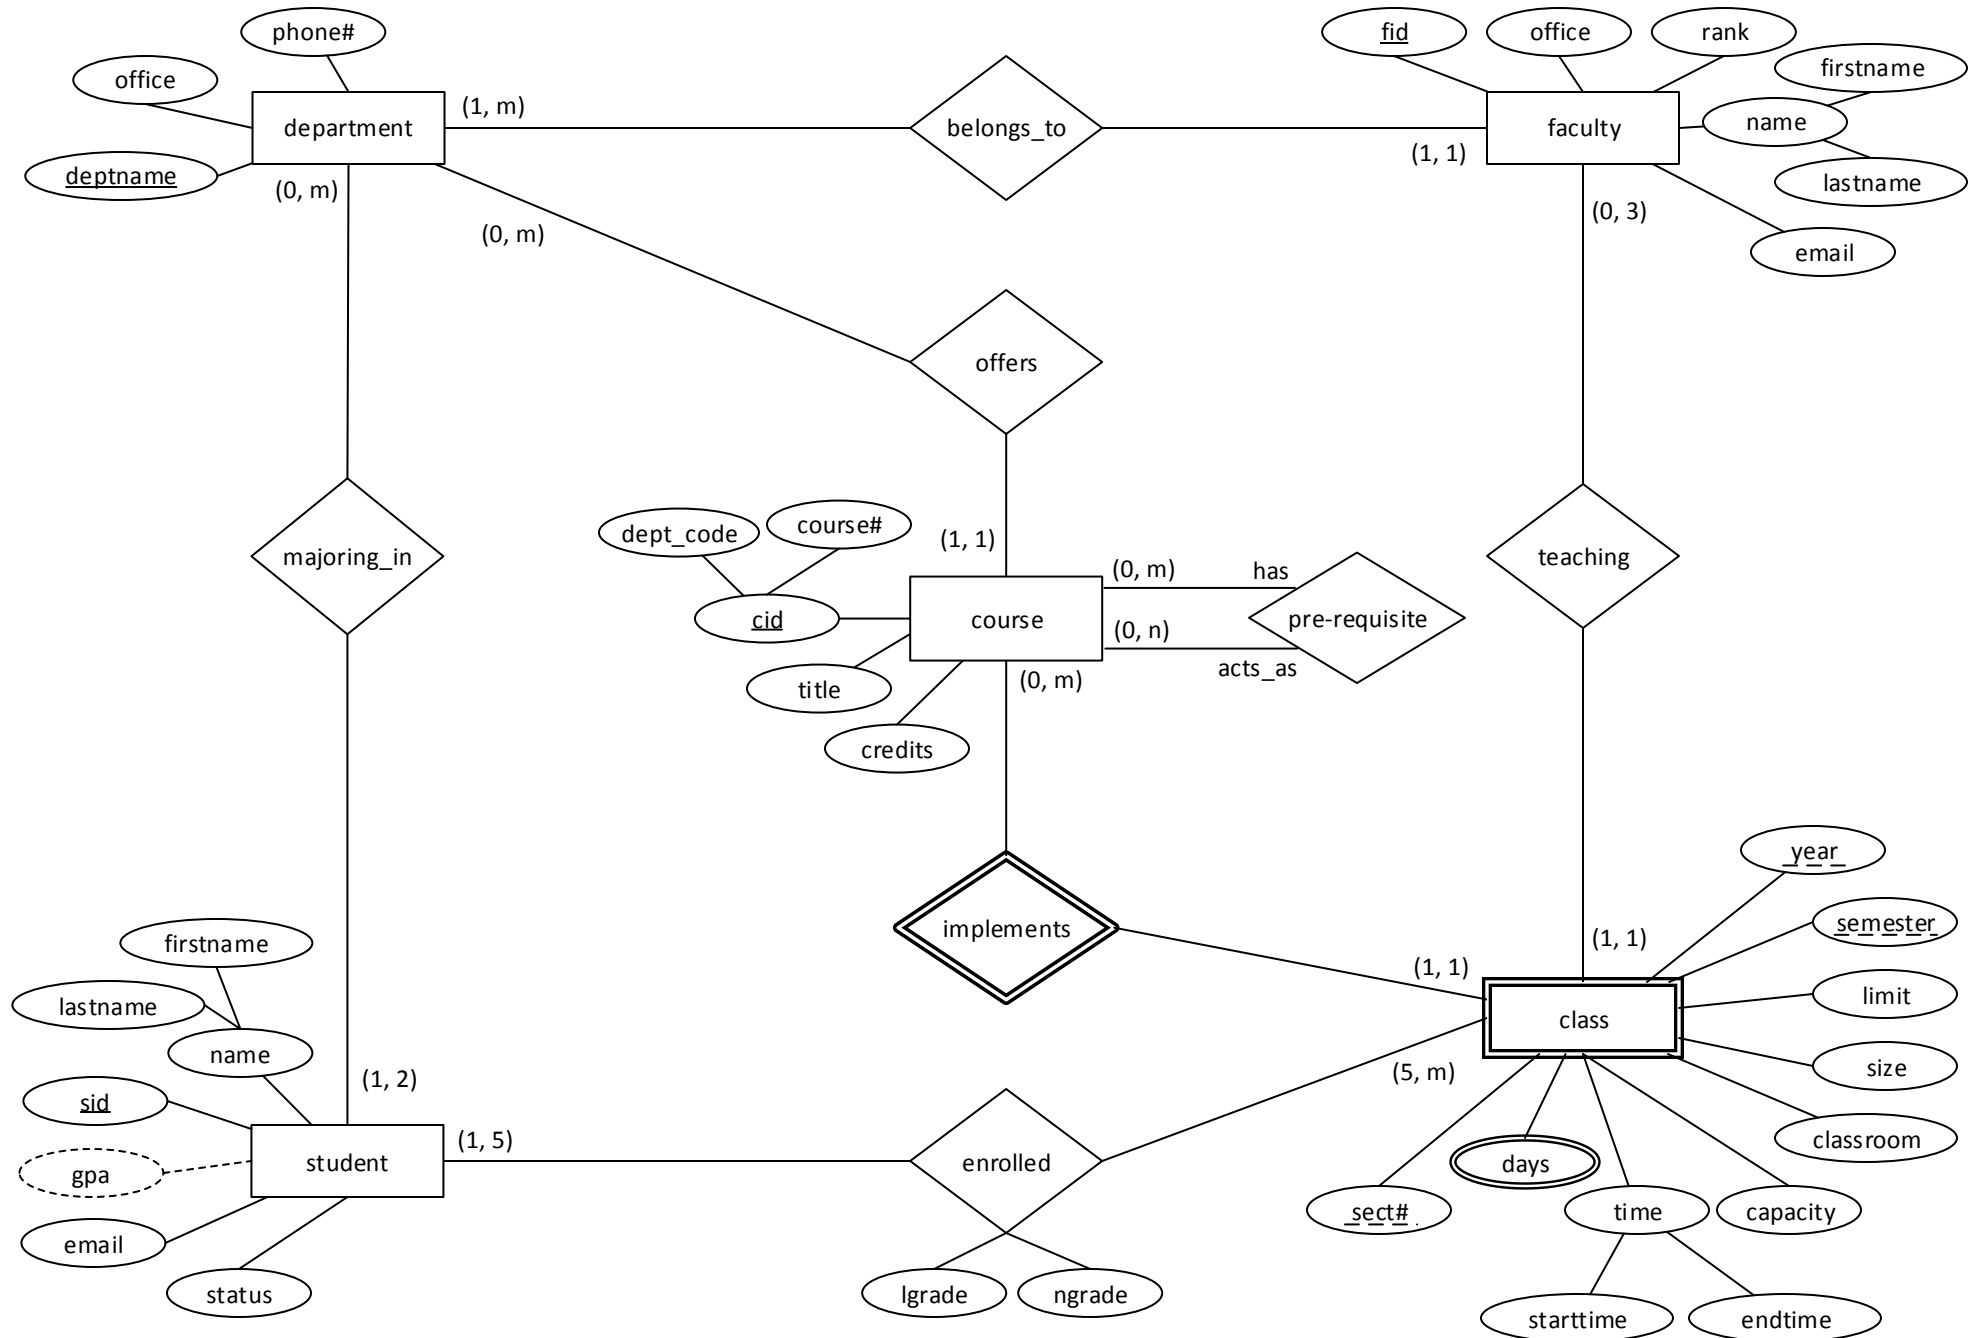 phone#
fid
office
rank
firstname
office
(1, m)
department
belongs_to
faculty
name
(1, 1)
deptname
(0, m)
lastname
(0, 3)
(0, m)
email
offers
dept_code
course#
(1, 1)
majoring_in
teaching
(0, m)
has
cid
course
pre-requisite
(0, n)
acts_as
title
(0, m)
credits
year
semester
firstname
implements
(1, 1)
(1, 1)
lastname
limit
class
name
size
(1, 2)
(5, m)
sid
(1, 5)
classroom
student
enrolled
days
gpa
sect#
time
capacity
email
status
lgrade
ngrade
starttime
endtime